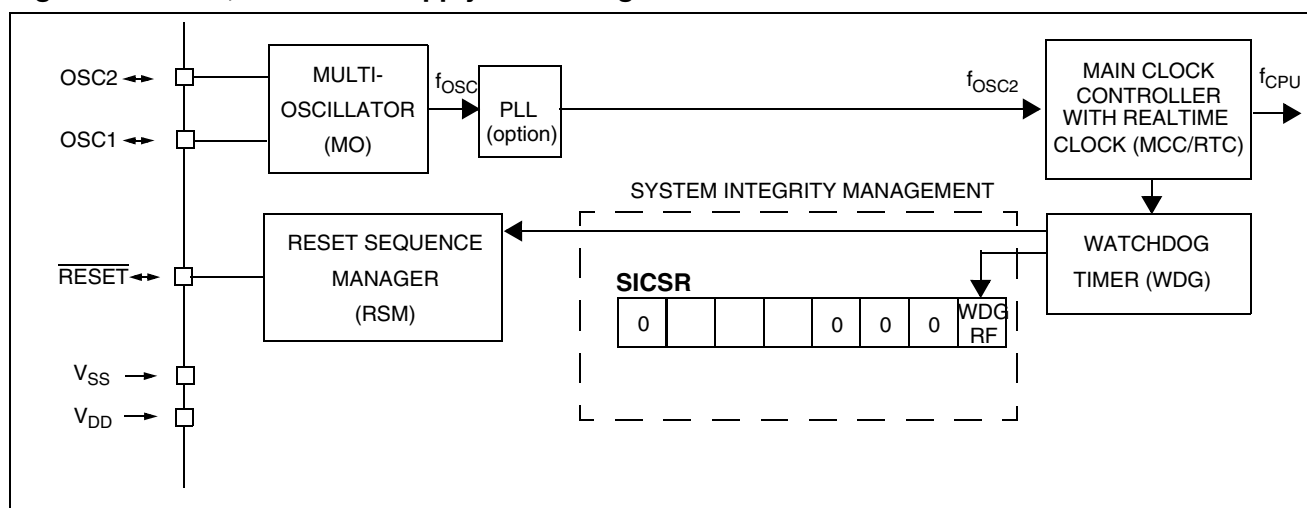 OSC2
OSC1
MULTI-
OSCILLATOR
(MO)
fOSC
PLL
(option)
fOSC2
MAIN CLOCK
CONTROLLER
WITH REALTIME
CLOCK (MCC/RTC)
fCPU
SYSTEM INTEGRITY MANAGEMENT
RESET
RESET SEQUENCE
MANAGER
(RSM)
WATCHDOG
TIMER (WDG)
SICSR
0 0 0 0 WDG
RF
VSS
VDD